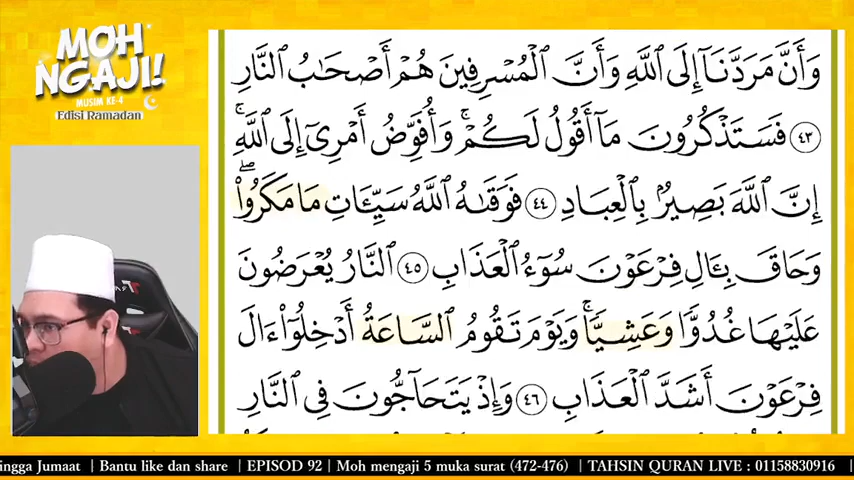 MOH
NGAJI!
MUSIM KE-4
Edisi Ramadan
وَأَنَّ مَرَدَّنَآ إِلَى ٱللَّهِ وَأَنَّ ٱلْمُسْرِفِينَ هُمْ أَصْحَٰبُ ٱلنَّارِ
٤٣ فَسَتَذْكُرُونَ مَآ أَقُولُ لَكُمْ ۚ وَأُفَوِّضُ أَمْرِىٓ إِلَى ٱللَّهِ ۚ
إِنَّ ٱللَّهَ بَصِيرٌۢ بِٱلْعِبَادِ ٤٤ فَوَقَىٰهُ ٱللَّهُ سَيِّـَٔاتِ مَا مَكَرُوا۟ ۖ
وَحَاقَ بِـَٔالِ فِرْعَوْنَ سُوٓءُ ٱلْعَذَابِ ٤٥ ٱلنَّارُ يُعْرَضُونَ
عَلَيْهَا غُدُوًّا وَعَشِيًّا ۚ وَيَوْمَ تَقُومُ ٱلسَّاعَةُ أَدْخِلُوٓا۟ ءَالَ
فِرْعَوْنَ أَشَدَّ ٱلْعَذَابِ ٤٦ وَإِذْ يَتَحَآجُّونَ فِى ٱلنَّارِ
ingga Jumaat | Bantu like dan share | EPISOD 92 | Moh mengaji 5 muka surat (472-476) | TAHSIN QURAN LIVE : 01158830916 |